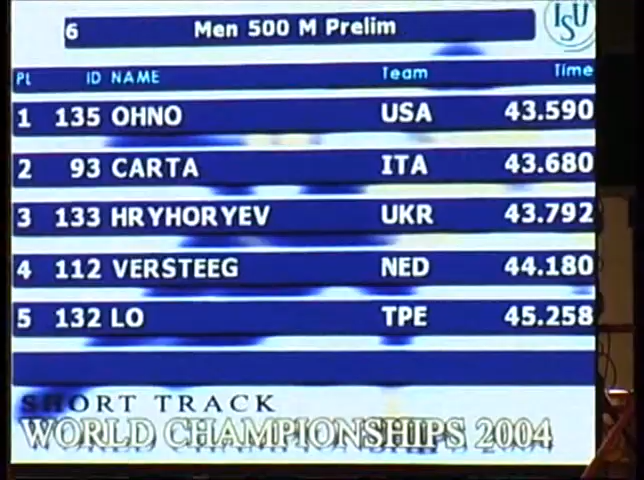 6 Men 500 M Prelim ISU
PL ID NAME Team Time
1 135 OHNO USA 43.590
2 93 CARTA ITA 43.680
3 133 HRYHORYEV UKR 43.792
4 112 VERSTEEG NED 44.180
5 132 LO TPE 45.258
SHORT TRACK
WORLD CHAMPIONSHIPS 2004